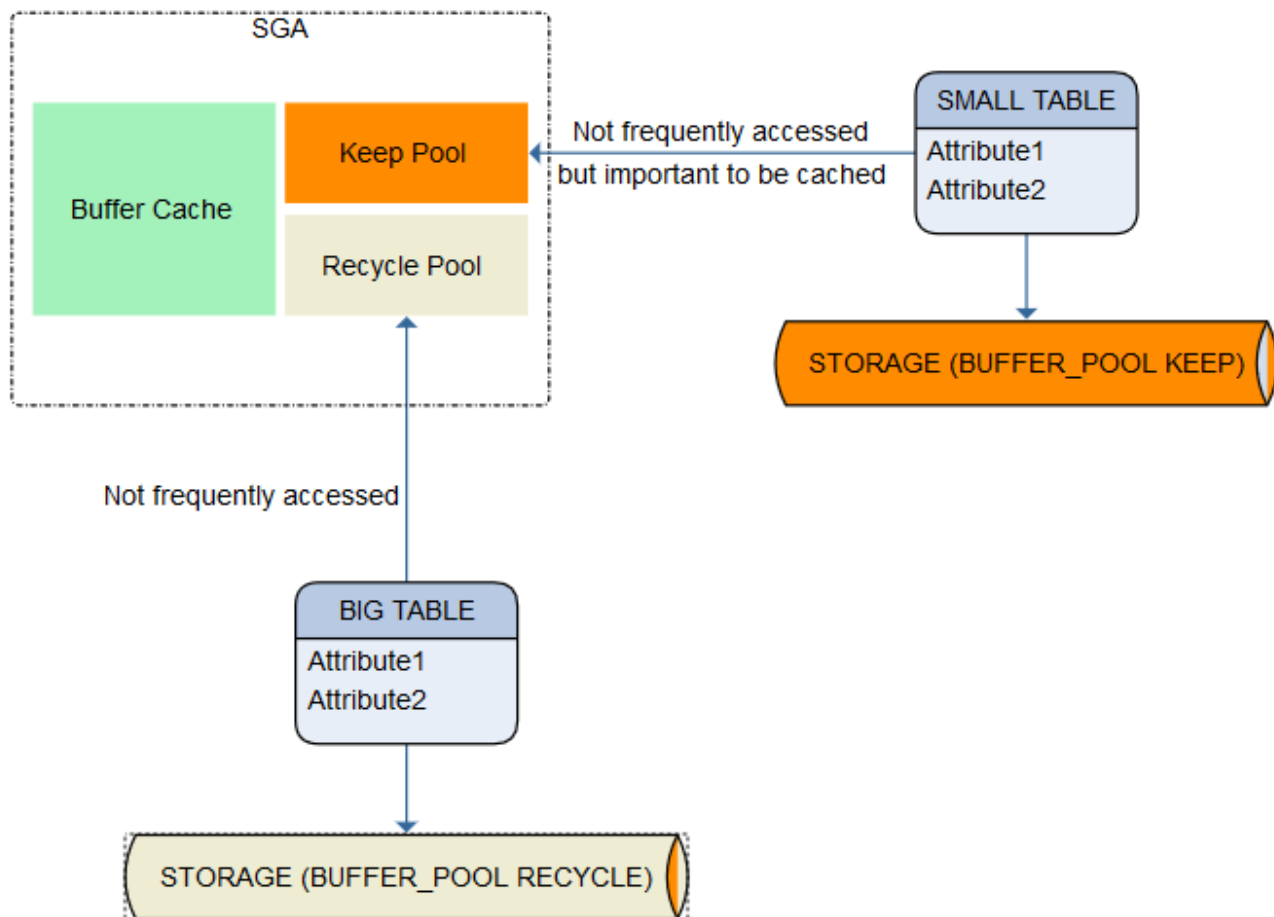 SGA
Buffer Cache
Keep Pool
Recycle Pool
Not frequently accessed
but important to be cached
SMALL TABLE
Attribute1
Attribute2
STORAGE (BUFFER_POOL KEEP)
Not frequently accessed
BIG TABLE
Attribute1
Attribute2
STORAGE (BUFFER_POOL RECYCLE)